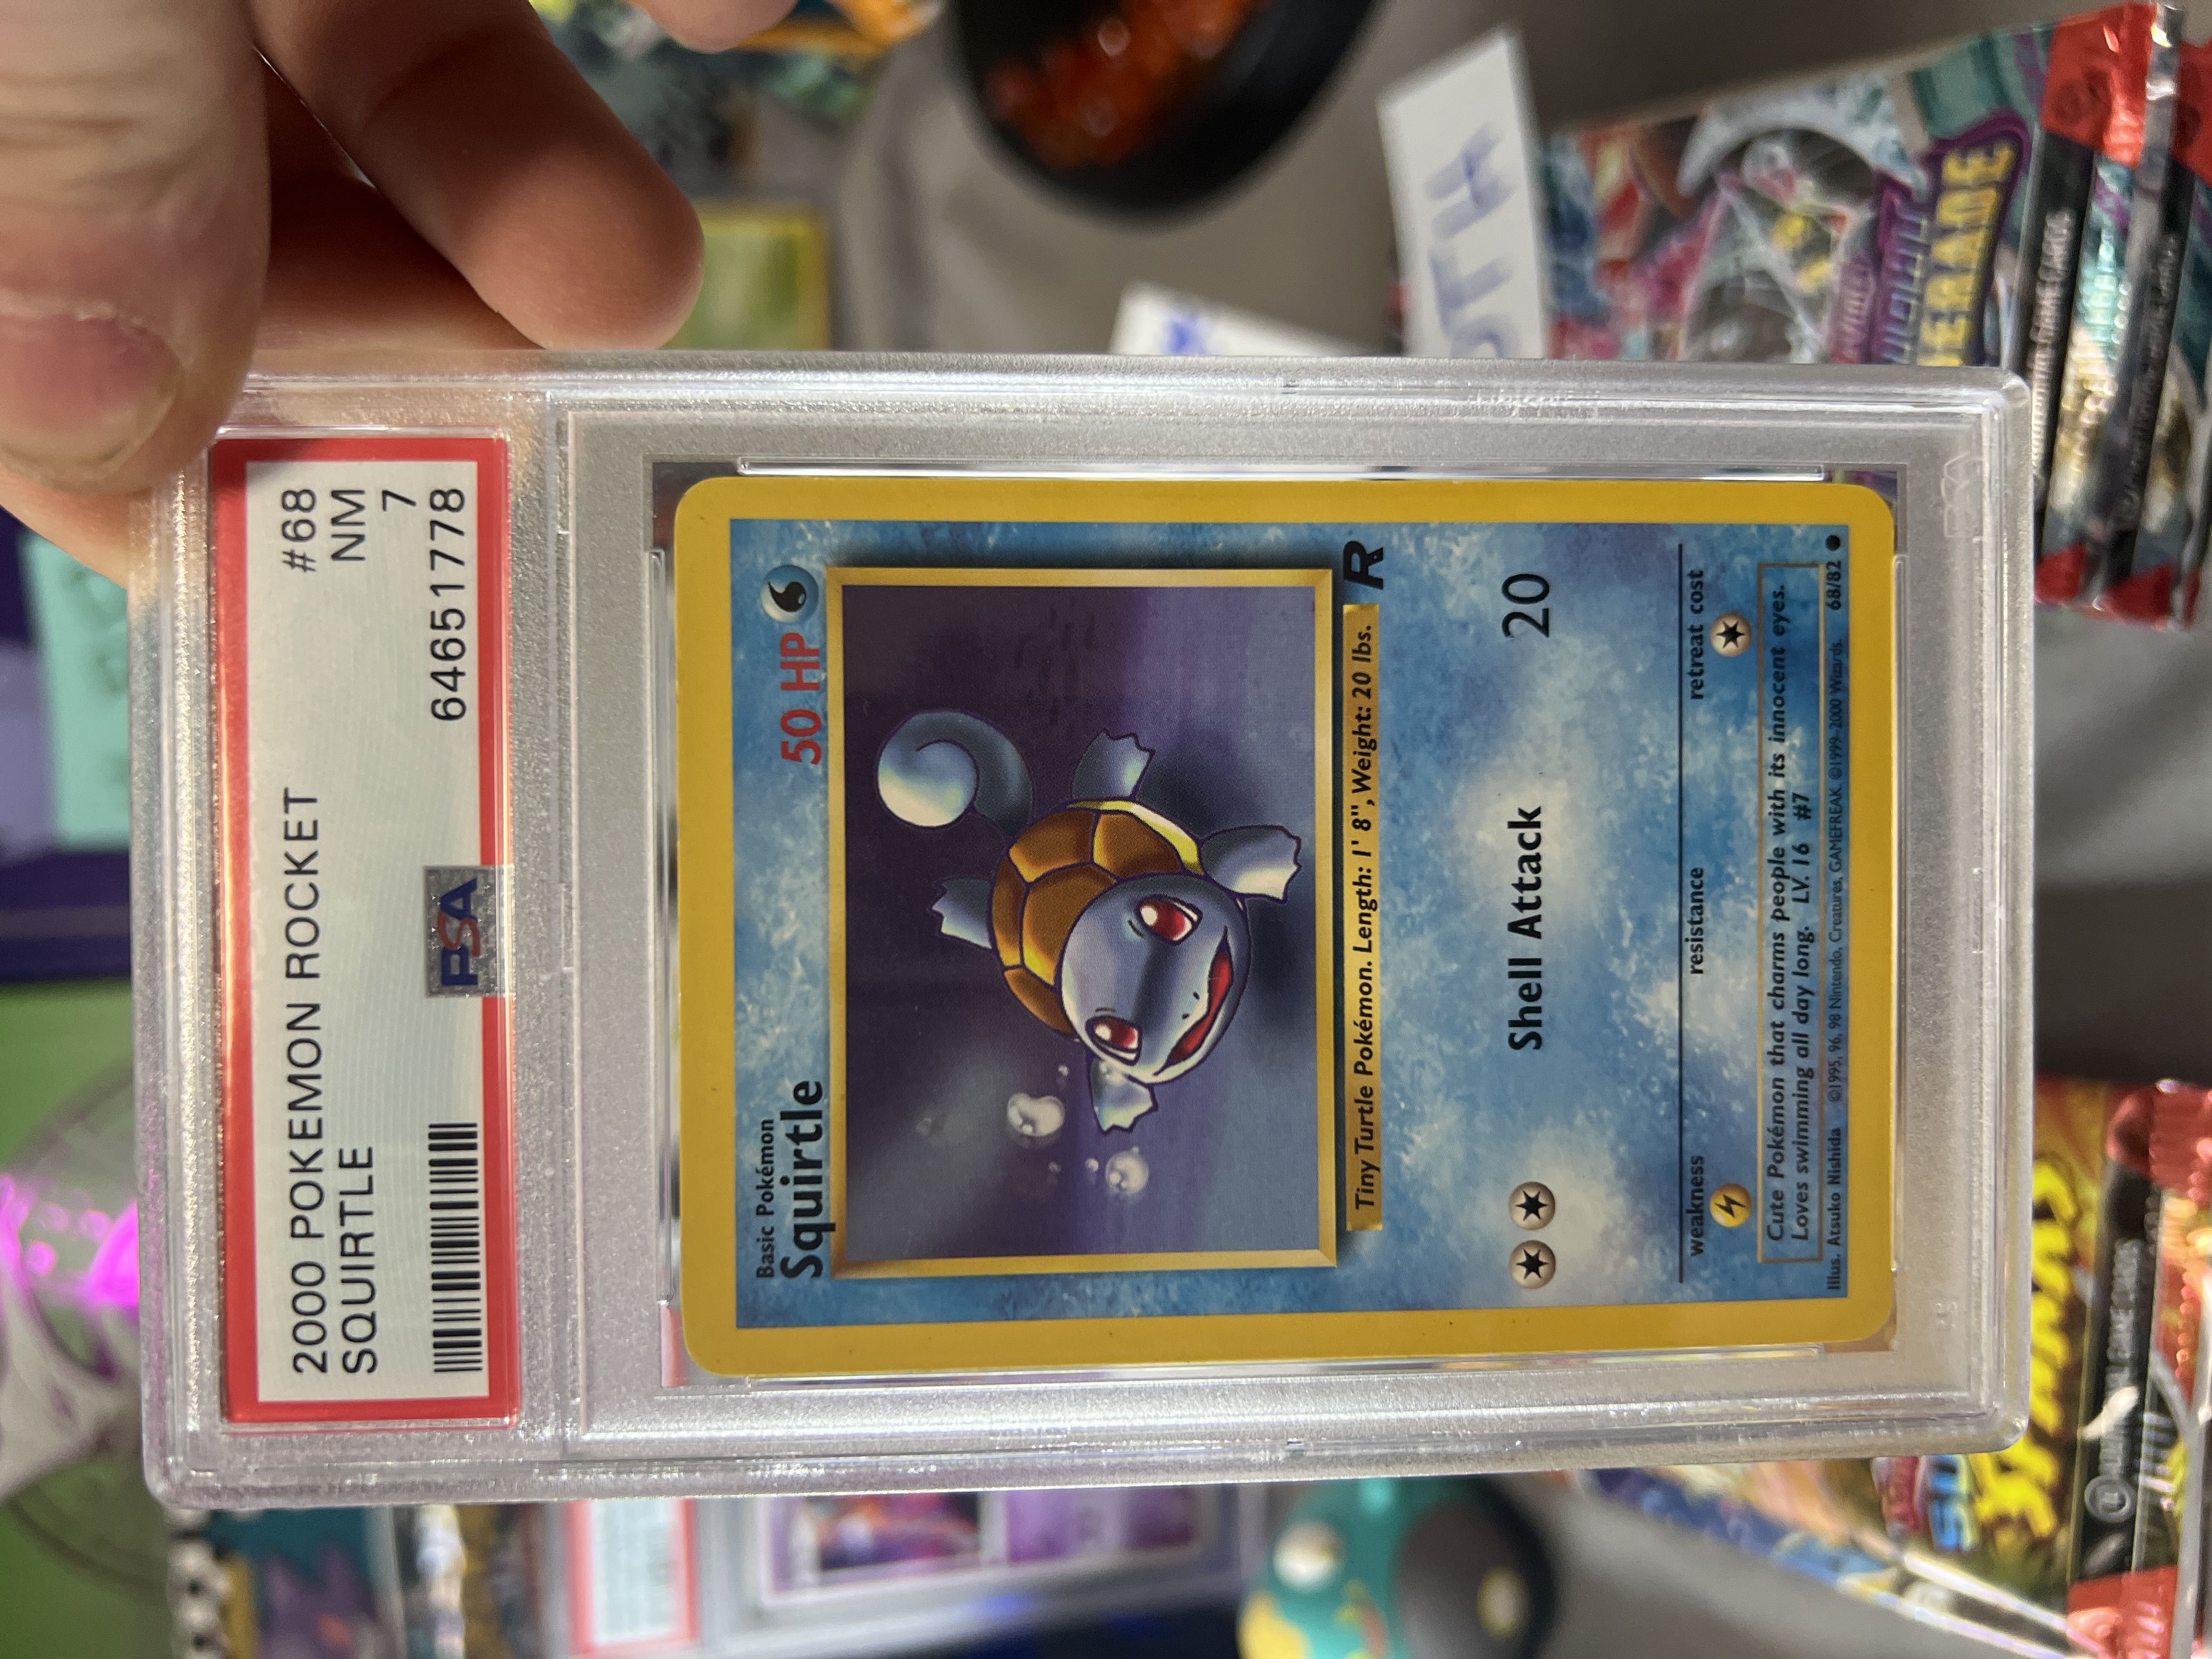 2000 POKEMON ROCKET #68
SQUIRTLE NM
7
PSA 64651778
Basic Pokémon
Squirtle 50 HP
Tiny Turtle Pokémon. Length: 1' 8", Weight: 20 lbs.
R
Shell Attack 20
weakness resistance retreat cost
Cute Pokémon that charms people with its innocent eyes.
Loves swimming all day long. LV. 16 #7
Illus. Atsuko Nishida ©1995, 96, 98 Nintendo, Creatures, GAMEFREAK. ©1999-2000 Wizards. 68/82